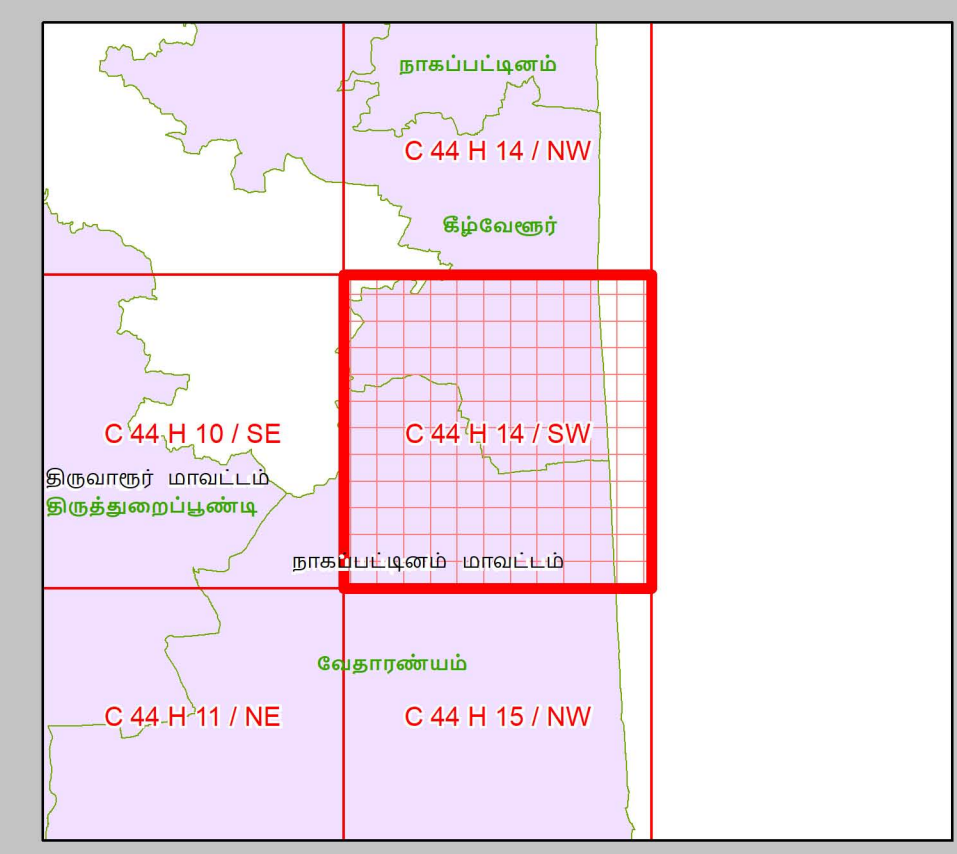 நாகப்பட்டினம்
C 44 H 14 / NW
கீழ்வேளூர்
C 44 H 10 / SE
C 44 H 14 / SW
திருவாரூர் மாவட்டம்
திருத்துறைப்பூண்டி
நாகப்பட்டினம் மாவட்டம்
வேதாரண்யம்
C 44 H 11 / NE
C 44 H 15 / NW